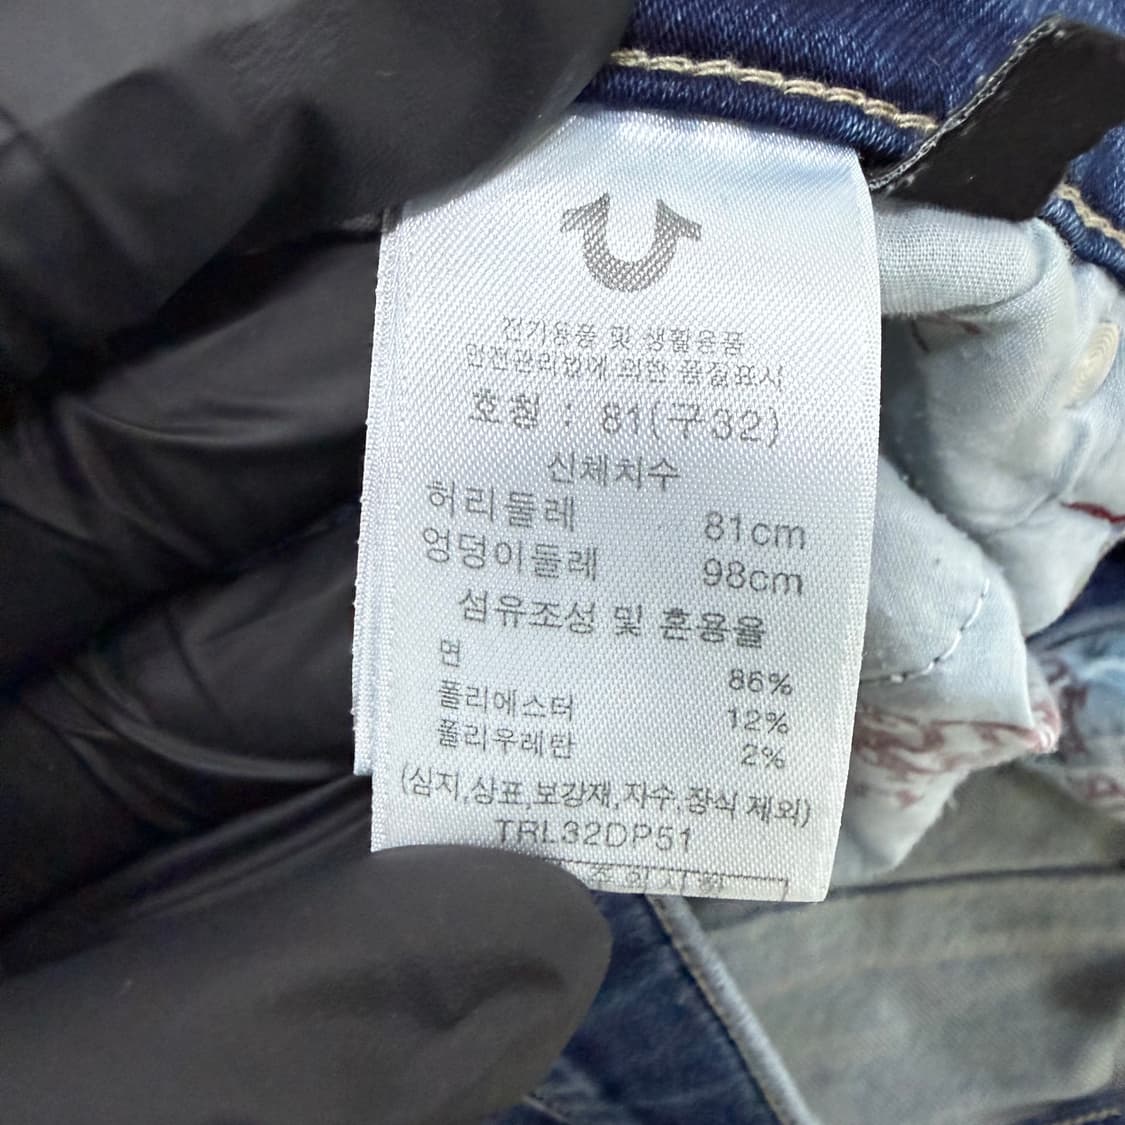 전기용품 및 생활용품
안전관리법에 의한 품질표시
호칭 : 81(구32)
신체치수
허리둘레 81cm
엉덩이둘레 98cm
섬유조성 및 혼용율
면 86%
폴리에스터 12%
폴리우레탄 2%
(심지,상표,보강재,자수,장식 제외)
TRL32DP51
주의사항